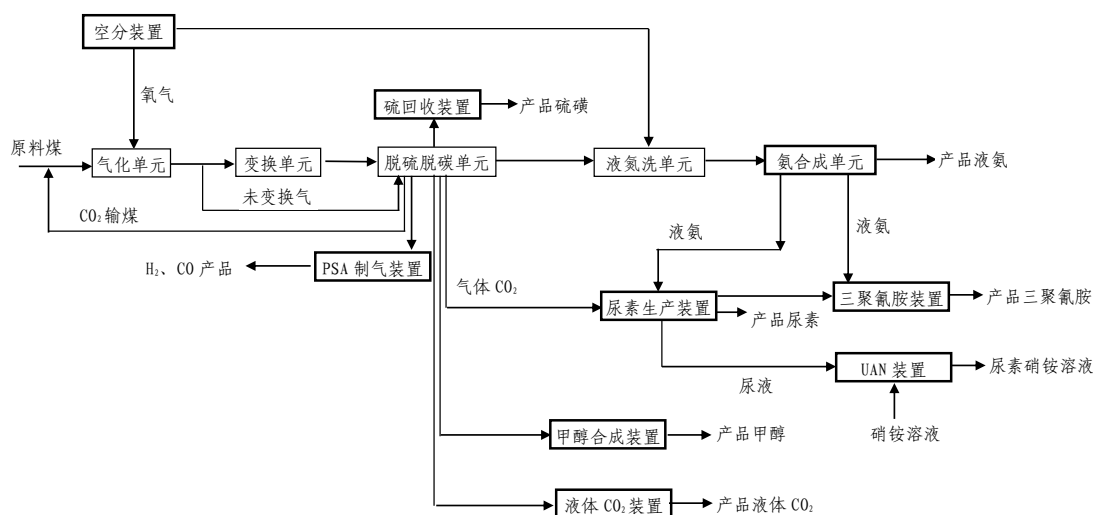 空分装置
氧气
硫回收装置
产品硫磺
原料煤
气化单元
变换单元
脱硫脱碳单元
液氮洗单元
氨合成单元
产品液氨
未变换气
CO₂输煤
液氨
液氨
H₂、CO 产品
PSA 制气装置
气体 CO₂
尿素生产装置
三聚氰胺装置
产品三聚氰胺
产品尿素
UAN 装置
尿素硝铵溶液
尿液
甲醇合成装置
产品甲醇
硝铵溶液
液体 CO₂装置
产品液体 CO₂